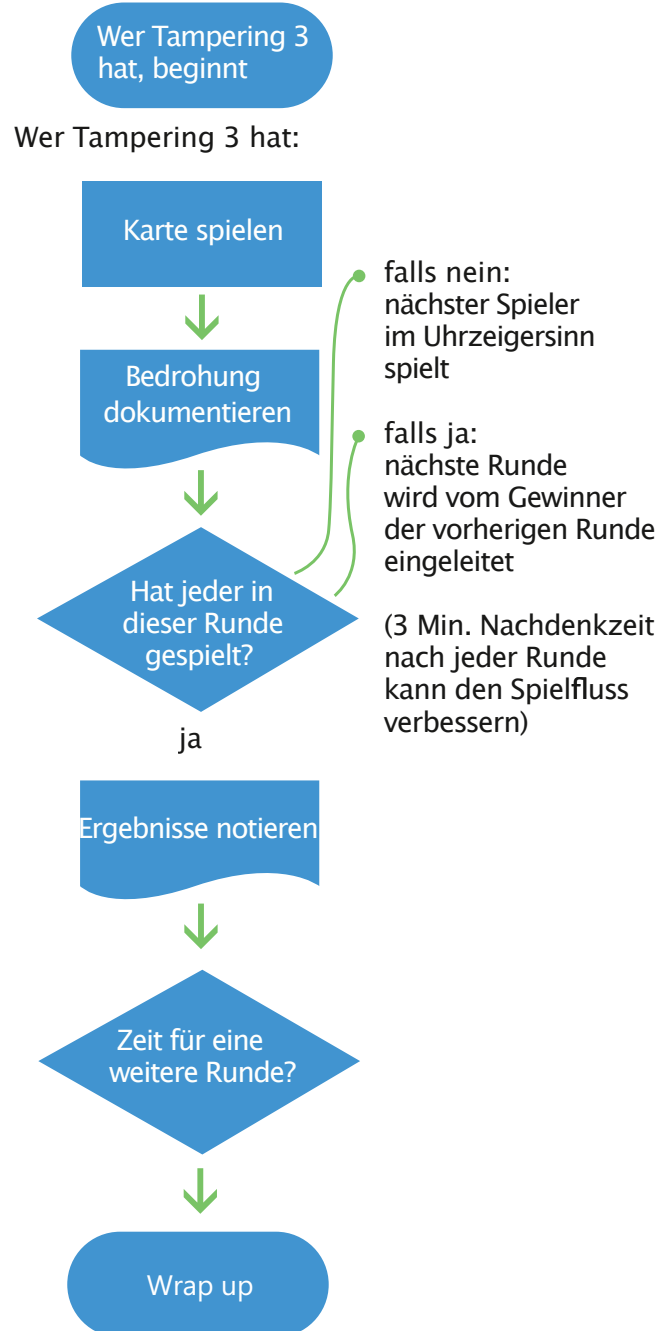 Wer Tampering 3
hat, beginnt
Wer Tampering 3 hat:
Karte spielen
Bedrohung
dokumentieren
Hat jeder in
dieser Runde
gespielt?
falls nein:
nächster Spieler
im Uhrzeigersinn
spielt
falls ja:
nächste Runde
wird vom Gewinner
der vorherigen Runde
eingeleitet
(3 Min. Nachdenkzeit
nach jeder Runde
kann den Spielfluss
verbessern)
ja
Ergebnisse notieren
Zeit für eine
weitere Runde?
Wrap up